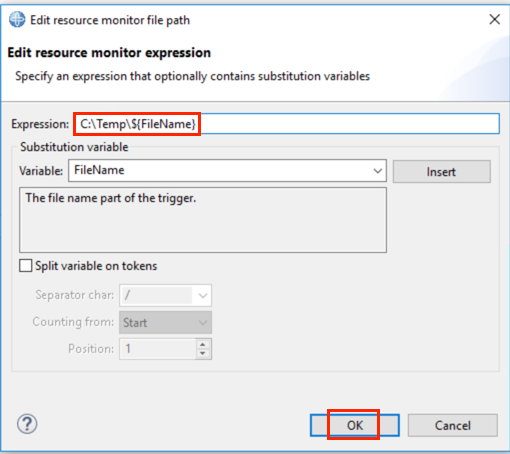 Edit resource monitor file path
Edit resource monitor expression
Specify an expression that optionally contains substitution variables
Expression: C:\Temp\${FileName}
Substitution variable
Variable: FileName
Insert
The file name part of the trigger.
Split variable on tokens
Separator char: /
Counting from: Start
Position: 1
?
OK
Cancel